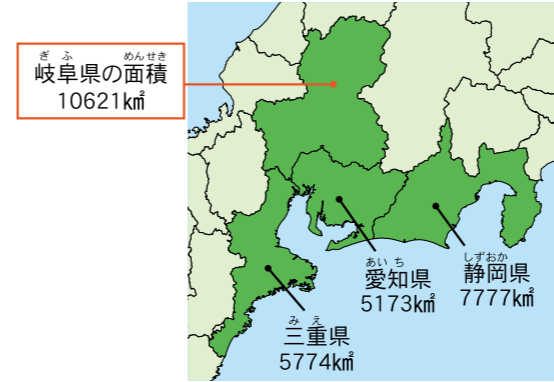 ぎふ めんせき
岐阜県の面積
10621km²
あいち
愛知県
5173km²
しずおか
静岡県
7777km²
みえ
三重県
5774km²